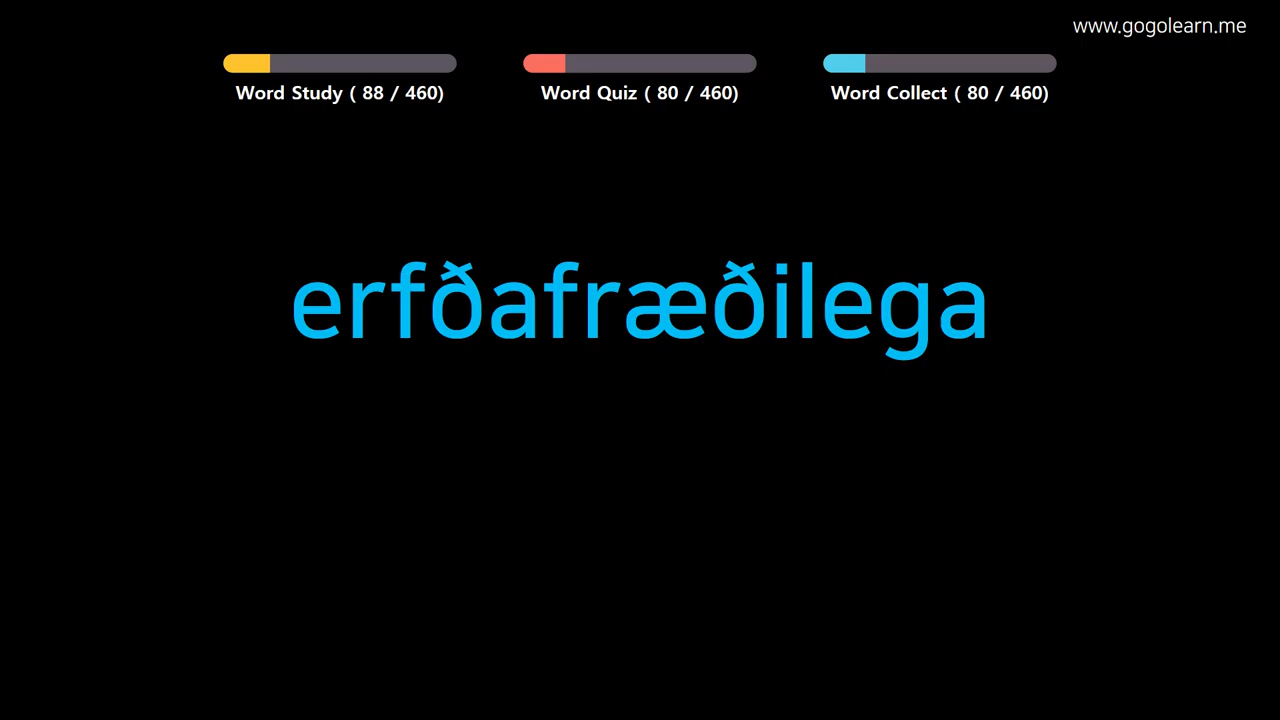 www.gogolearn.me
Word Study ( 88 / 460)
Word Quiz ( 80 / 460)
Word Collect ( 80 / 460)
erfðafræðilega